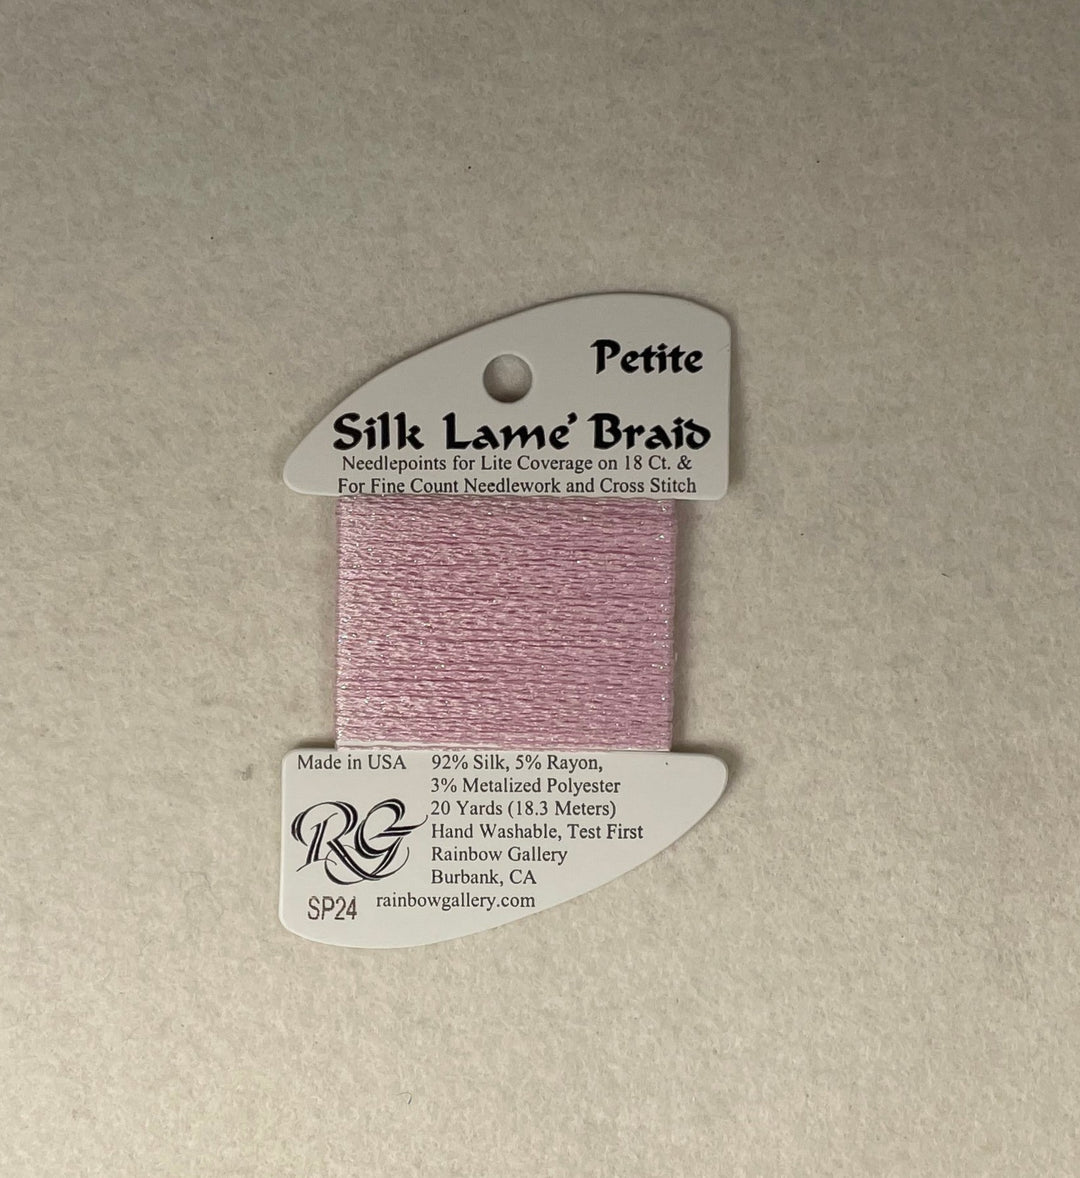 Petite
Silk Lame' Braid
Needlepoints for Lite Coverage on 18 Ct. &
For Fine Count Needlework and Cross Stitch
Made in USA
92% Silk, 5% Rayon,
3% Metalized Polyester
20 Yards (18.3 Meters)
Hand Washable, Test First
Rainbow Gallery
Burbank, CA
rainbowgallery.com
RG
SP24